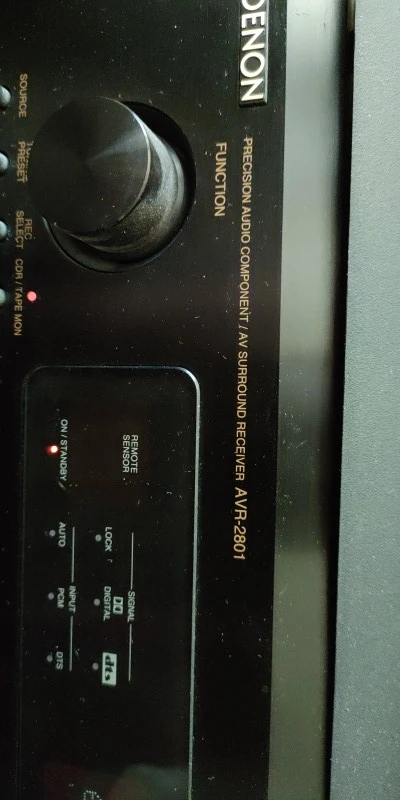 DENON
PRECISION AUDIO COMPONENT / AV SURROUND RECEIVER AVR-2801
FUNCTION
REMOTE
SENSOR
SIGNAL
LOCK
DIGITAL
dts
ON / STANDBY
INPUT
AUTO
PCM
DTS
SOURCE
PRESET
REC
SELECT
CDR / TAPE MON